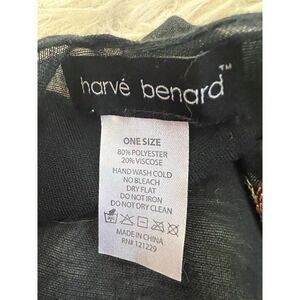 harvé benard™
ONE SIZE
80% POLYESTER
20% VISCOSE
HAND WASH COLD
NO BLEACH
DRY FLAT
DO NOT IRON
DO NOT DRY CLEAN
MADE IN CHINA
RN# 121229